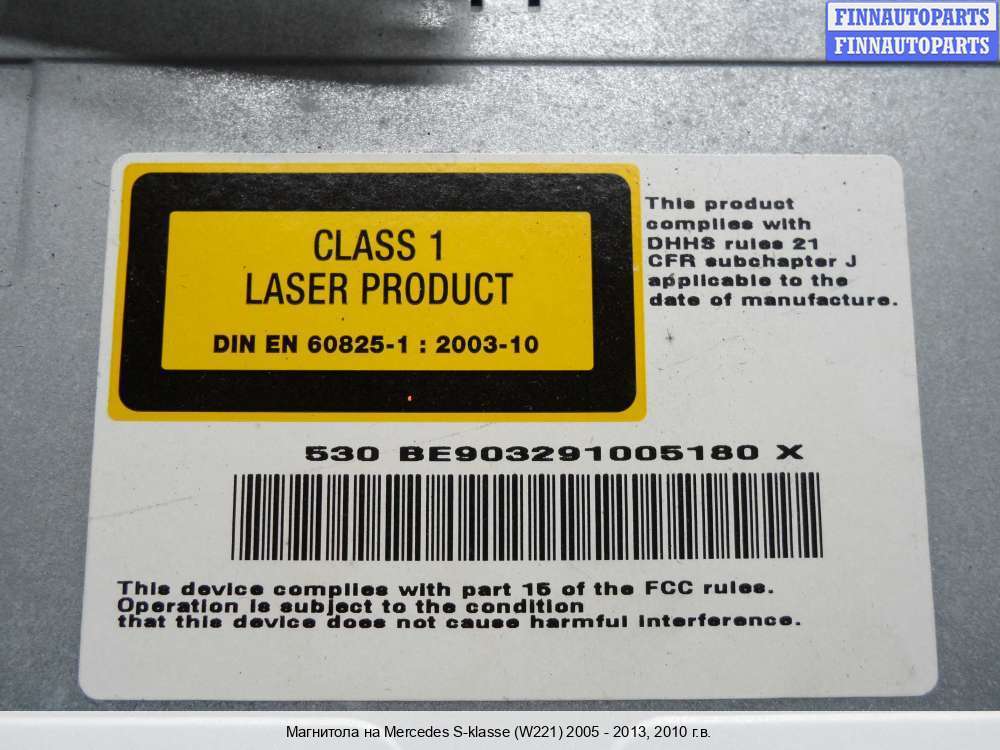 FINNAUTOPARTS
FINNAUTOPARTS
CLASS 1
LASER PRODUCT
DIN EN 60825-1 : 2003-10
This product
complies with
DHHS rules 21
CFR subchapter J
applicable to the
date of manufacture.
530 BE903291005180 X
This device complies with part 15 of the FCC rules.
Operation is subject to the condition
that this device does not cause harmful interference.
Магнитола на Mercedes S-klasse (W221) 2005 - 2013, 2010 г.в.